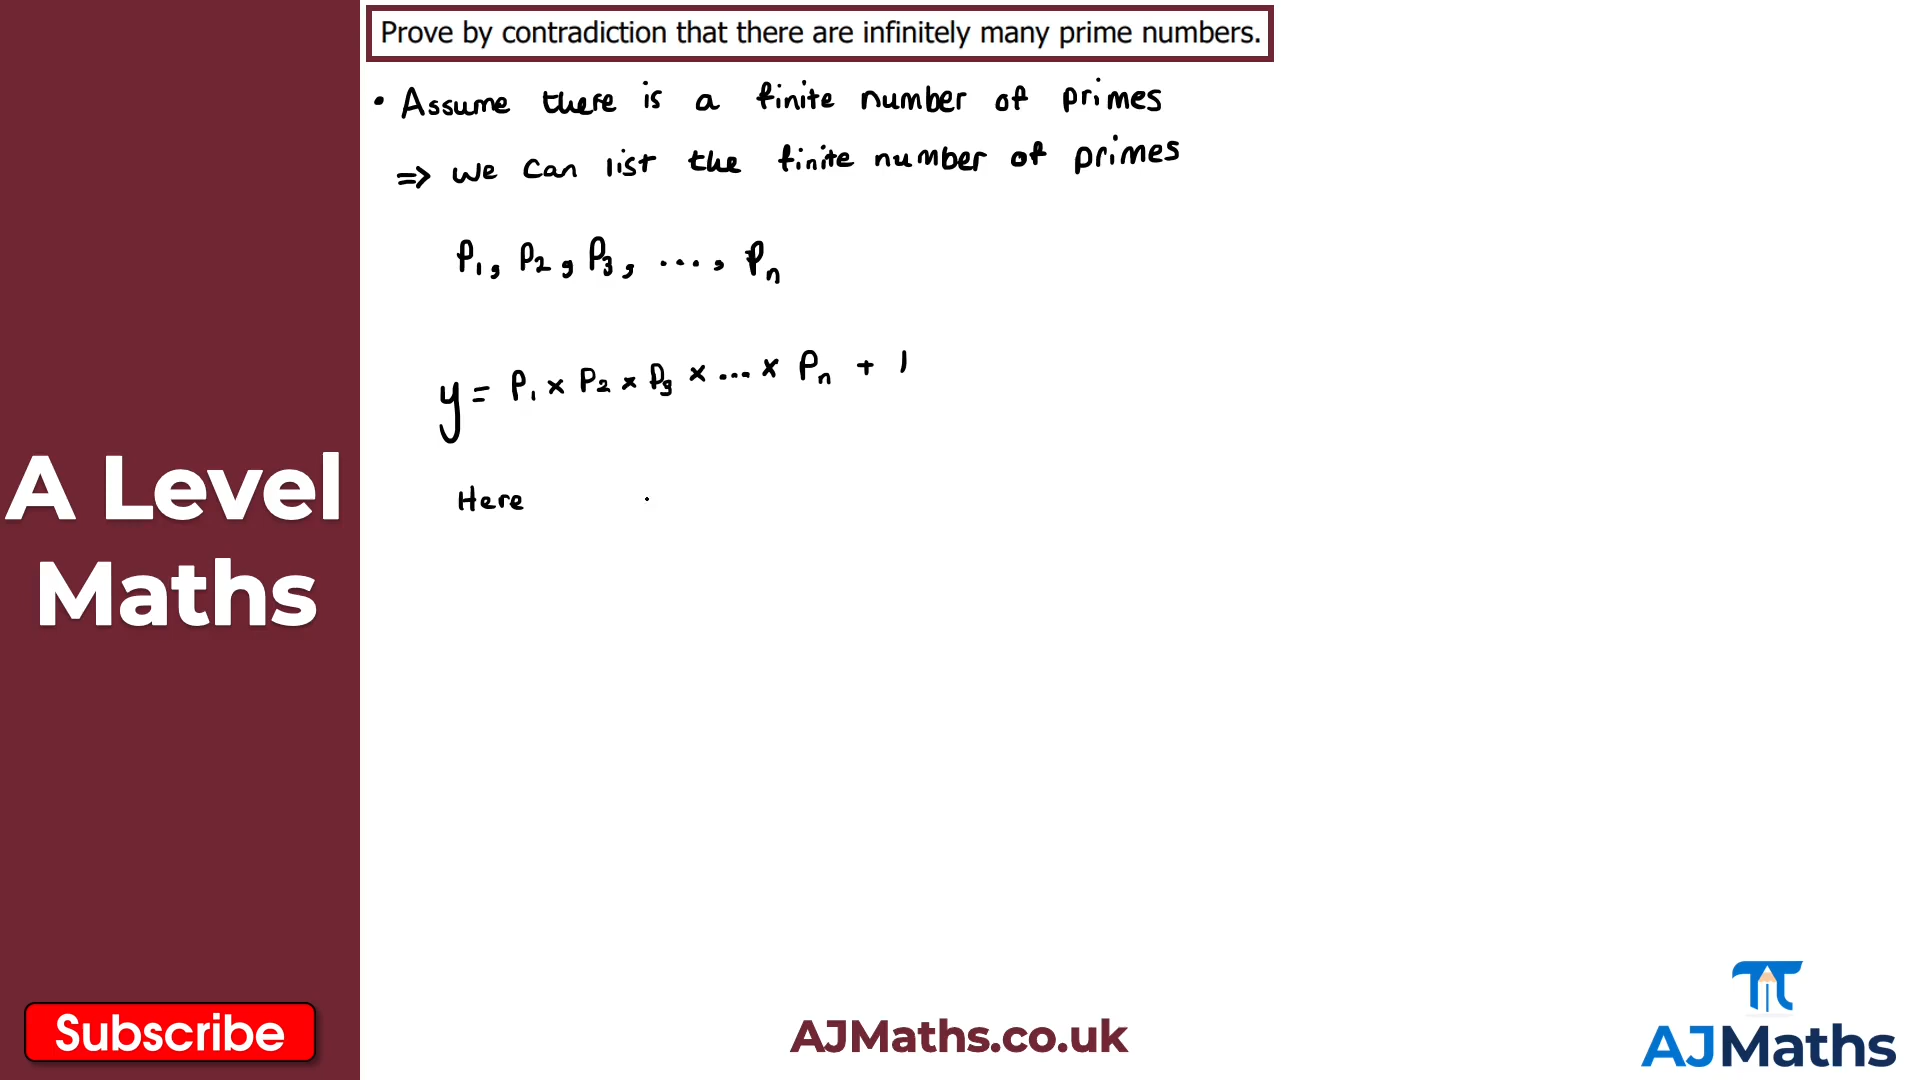 Prove by contradiction that there are infinitely many prime numbers.
• Assume there is a finite number of primes
⇒ we can list the finite number of primes
P₁, P₂, P₃, ..., Pₙ
y = P₁ × P₂ × P₃ × ... × Pₙ + 1
Here
A Level
Maths
Subscribe
AJMaths.co.uk
AJMaths